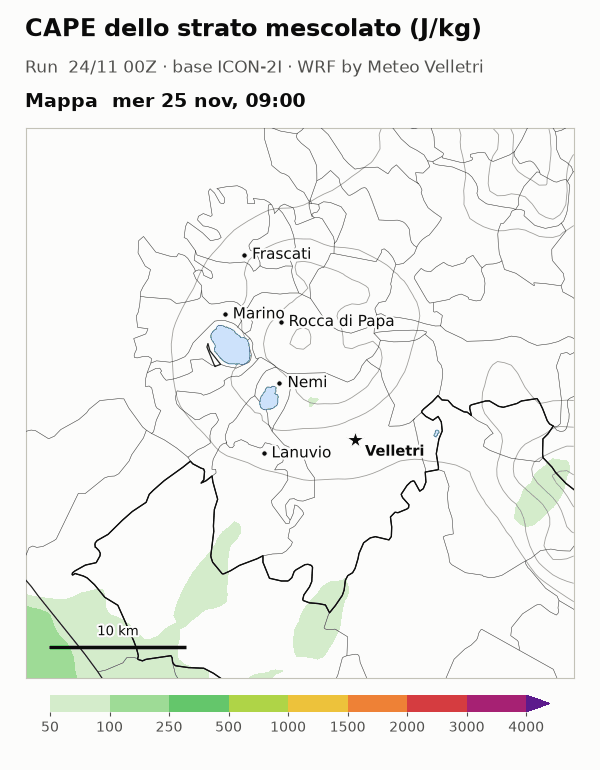 CAPE dello strato mescolato (J/kg)
Run 24/11 00Z · base ICON-2I · WRF by Meteo Velletri
Mappa mer 25 nov, 09:00
Frascati
Marino
Rocca di Papa
Nemi
Velletri
Lanuvio
10 km
50 100 250 500 1000 1500 2000 3000 4000